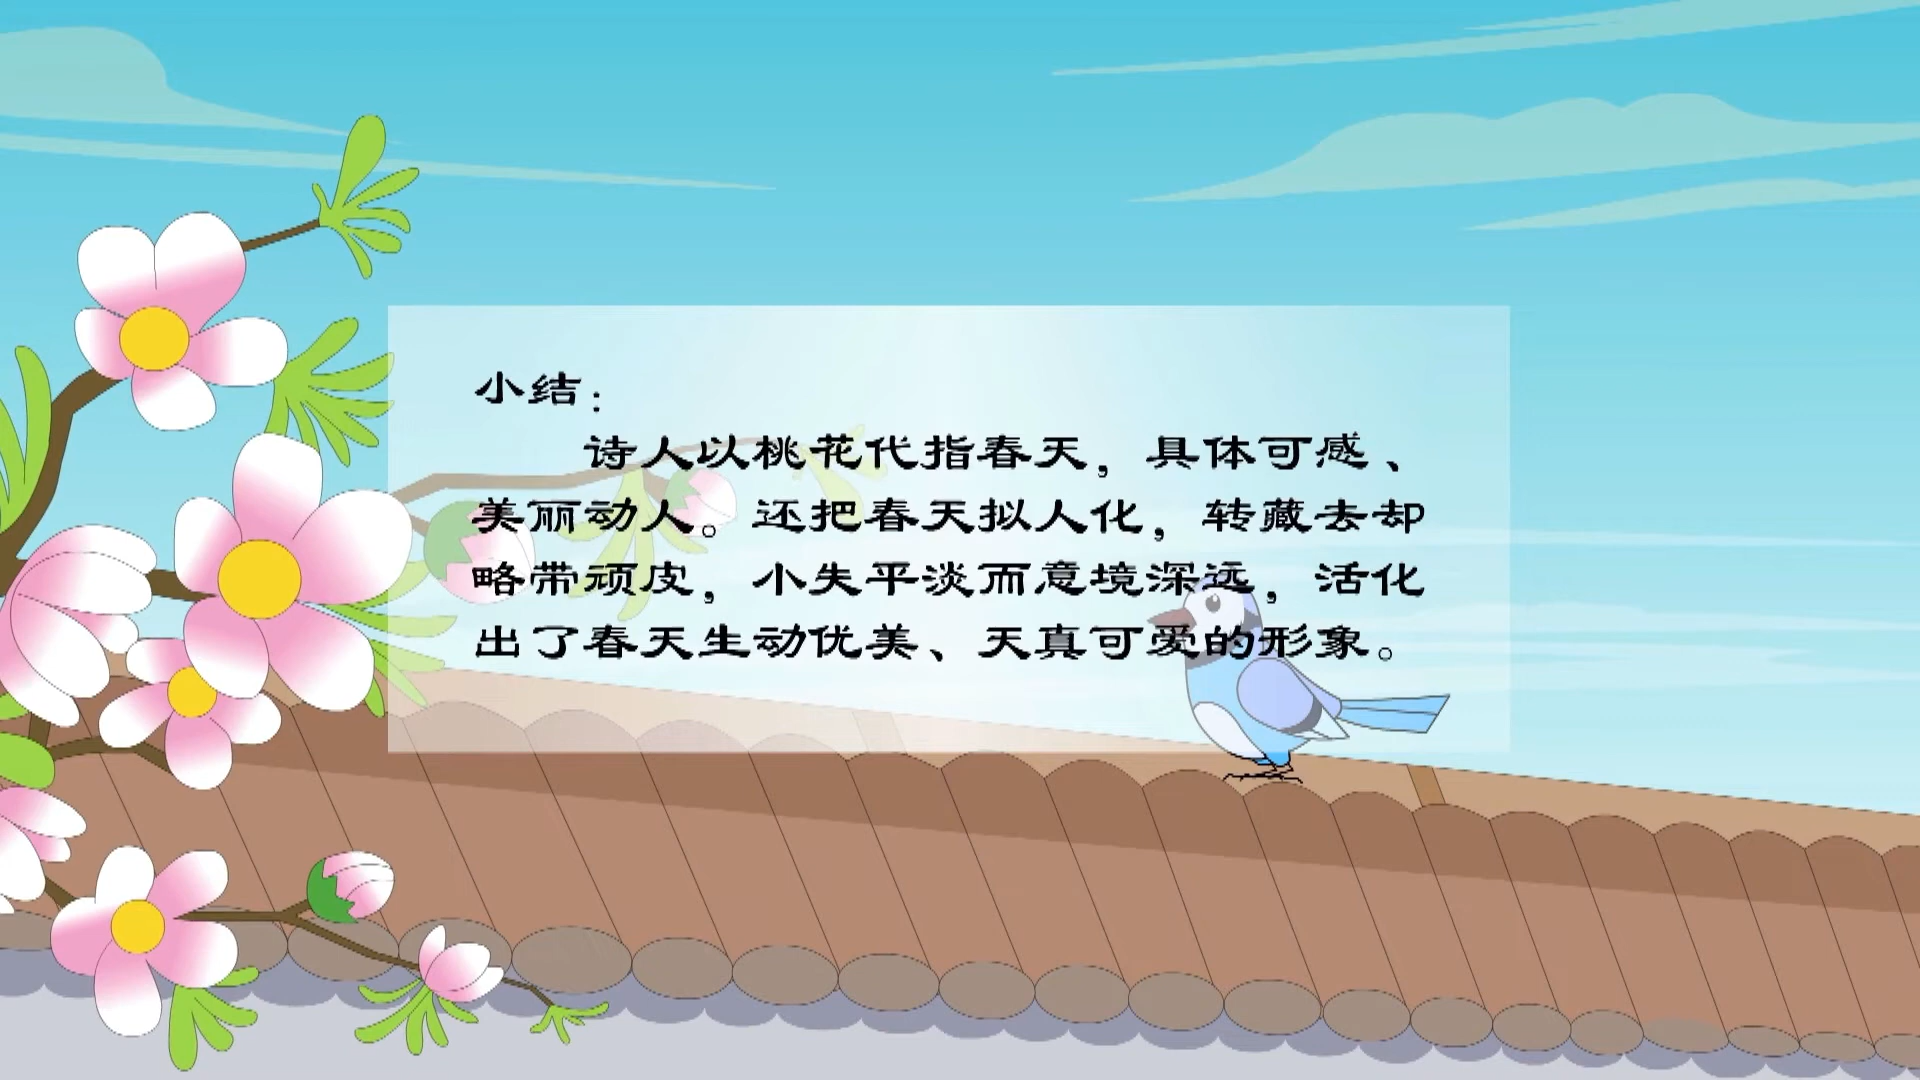 小结：
诗人以桃花代指春天，具体可感、
美丽动人。还把春天拟人化，转藏去却
略带顽皮，小失平淡而意境深远，活化
出了春天生动优美、天真可爱的形象。